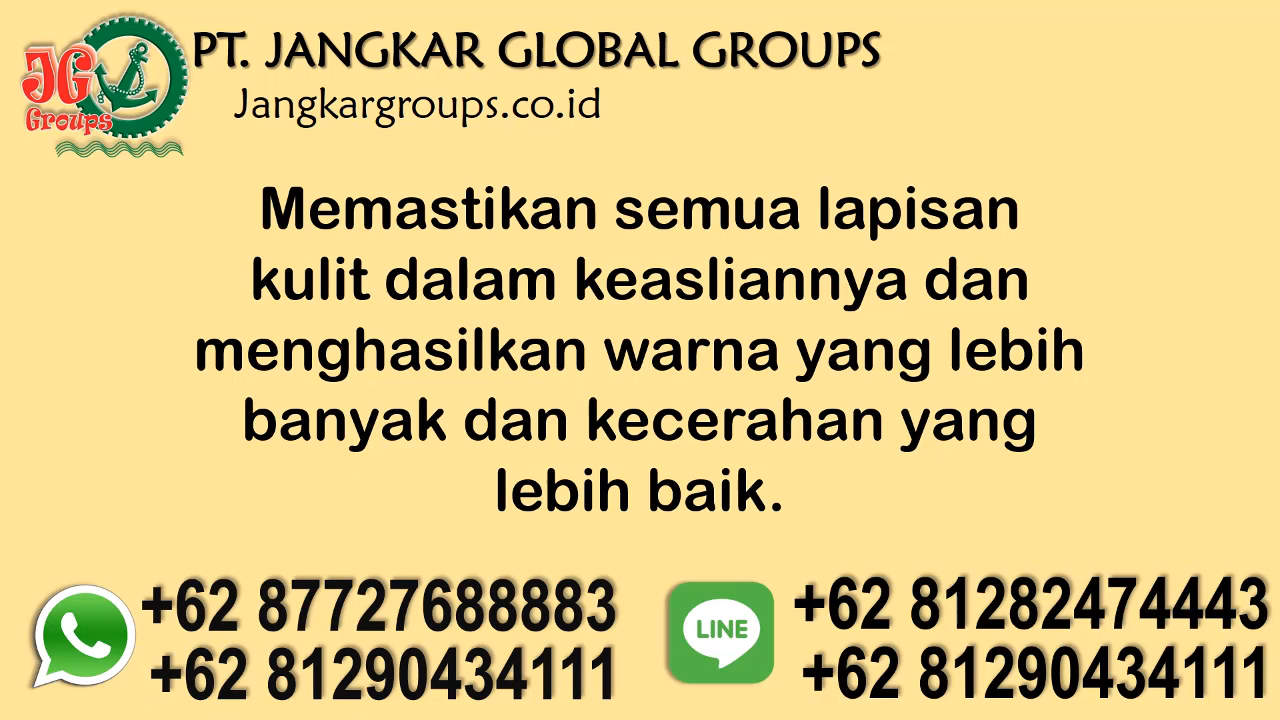 JG
Groups
PT. JANGKAR GLOBAL GROUPS
Jangkargroups.co.id
Memastikan semua lapisan
kulit dalam keasliannya dan
menghasilkan warna yang lebih
banyak dan kecerahan yang
lebih baik.
+62 87727688883
+62 81290434111
LINE
+62 81282474443
+62 81290434111